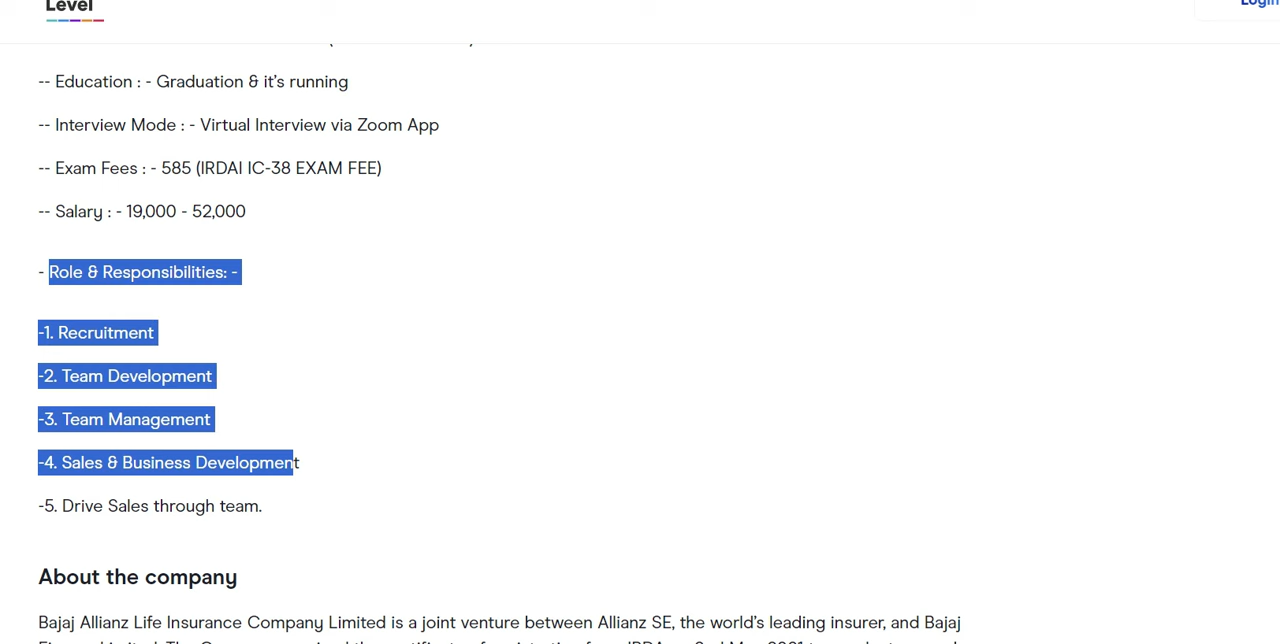 Level
Login
-- Education : - Graduation & it's running
-- Interview Mode : - Virtual Interview via Zoom App
-- Exam Fees : - 585 (IRDAI IC-38 EXAM FEE)
-- Salary : - 19,000 - 52,000
- Role & Responsibilities: -
-1. Recruitment
-2. Team Development
-3. Team Management
-4. Sales & Business Development
-5. Drive Sales through team.
About the company
Bajaj Allianz Life Insurance Company Limited is a joint venture between Allianz SE, the world's leading insurer, and Bajaj